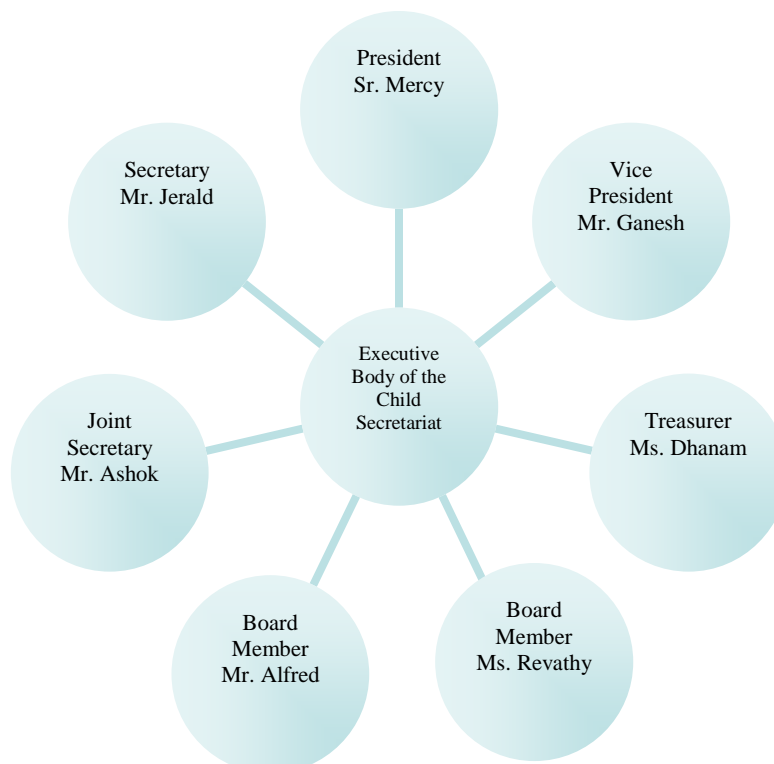 President
Sr. Mercy
Vice
President
Mr. Ganesh
Treasurer
Ms. Dhanam
Board
Member
Ms. Revathy
Board
Member
Mr. Alfred
Joint
Secretary
Mr. Ashok
Secretary
Mr. Jerald
Executive
Body of the
Child
Secretariat